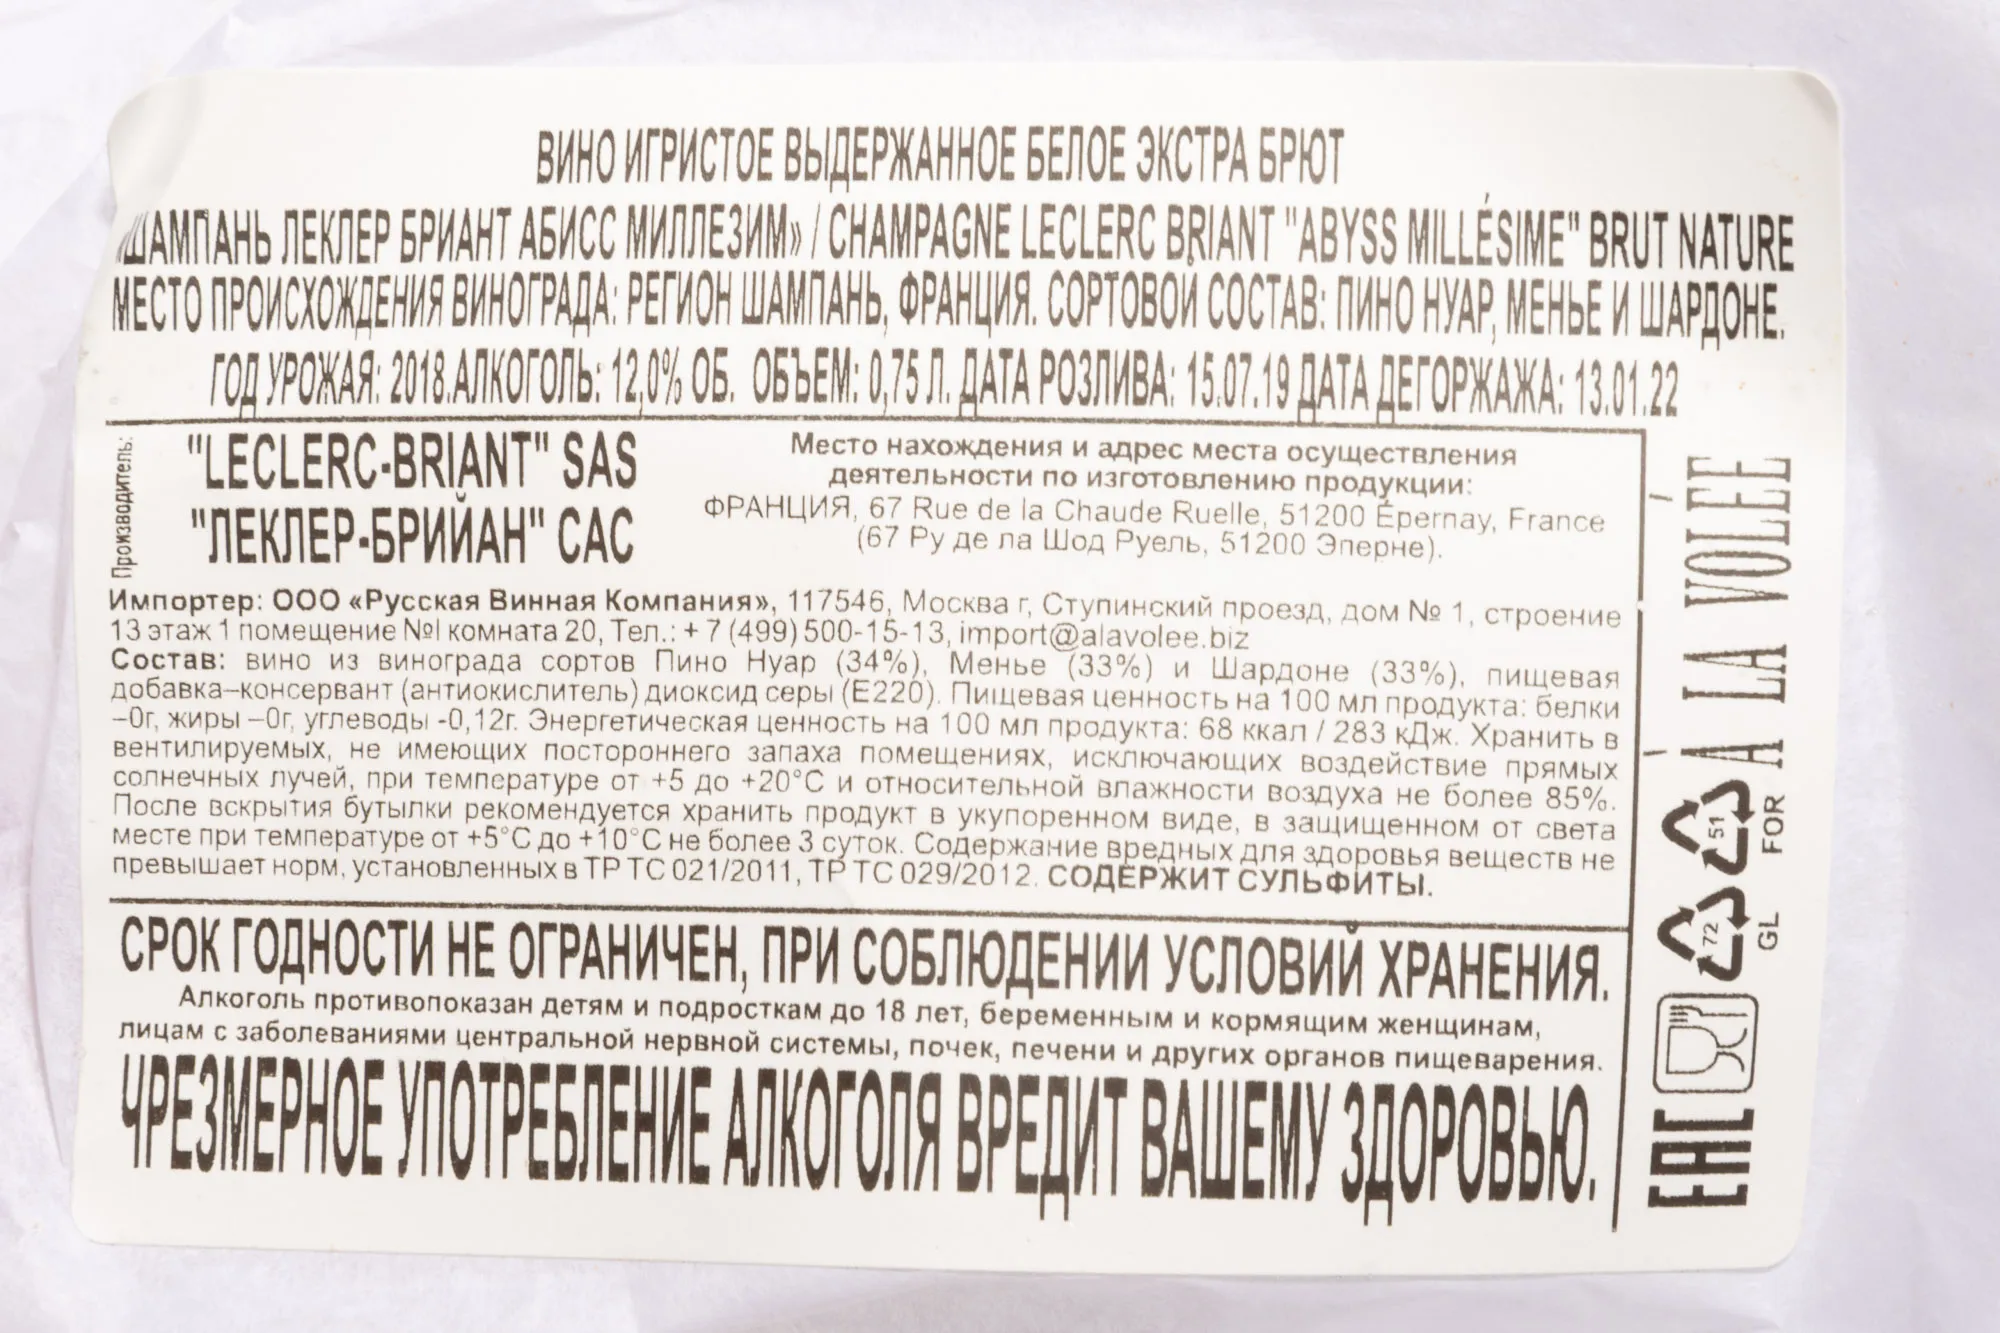 ВИНО ИГРИСТОЕ ВЫДЕРЖАННОЕ БЕЛОЕ ЭКСТРА БРЮТ
«ШАМПАНЬ ЛЕКЛЕР БРИАНТ АБИСС МИЛЛЕЗИМ» / CHAMPAGNE LECLERC BRIANT "ABYSS MILLÉSIME" BRUT NATURE
МЕСТО ПРОИСХОЖДЕНИЯ ВИНОГРАДА: РЕГИОН ШАМПАНЬ, ФРАНЦИЯ. СОРТОВОЙ СОСТАВ: ПИНО НУАР, МЕНЬЕ И ШАРДОНЕ.
ГОД УРОЖАЯ: 2018.АЛКОГОЛЬ: 12,0% ОБ. ОБЪЕМ: 0,75 Л. ДАТА РОЗЛИВА: 15.07.19 ДАТА ДЕГОРЖАЖА: 13.01.22
Производитель:
"LECLERC-BRIANT" SAS
"ЛЕКЛЕР-БРИЙАН" САС
Место нахождения и адрес места осуществления
деятельности по изготовлению продукции:
ФРАНЦИЯ, 67 Rue de la Chaude Ruelle, 51200 Épernay, France
(67 Ру де ла Шод Руель, 51200 Эперне).
Импортер: ООО «Русская Винная Компания», 117546, Москва г, Ступинский проезд, дом № 1, строение
13 этаж 1 помещение №I комната 20, Тел.: + 7 (499) 500-15-13, import@alavolee.biz
Состав: вино из винограда сортов Пино Нуар (34%), Менье (33%) и Шардоне (33%), пищевая
добавка–консервант (антиокислитель) диоксид серы (Е220). Пищевая ценность на 100 мл продукта: белки
–0г, жиры –0г, углеводы -0,12г. Энергетическая ценность на 100 мл продукта: 68 ккал / 283 кДж. Хранить в
вентилируемых, не имеющих постороннего запаха помещениях, исключающих воздействие прямых
солнечных лучей, при температуре от +5 до +20°С и относительной влажности воздуха не более 85%.
После вскрытия бутылки рекомендуется хранить продукт в укупоренном виде, в защищенном от света
месте при температуре от +5°С до +10°С не более 3 суток. Содержание вредных для здоровья веществ не
превышает норм, установленных в ТР ТС 021/2011, ТР ТС 029/2012. СОДЕРЖИТ СУЛЬФИТЫ.
СРОК ГОДНОСТИ НЕ ОГРАНИЧЕН, ПРИ СОБЛЮДЕНИИ УСЛОВИЙ ХРАНЕНИЯ.
Алкоголь противопоказан детям и подросткам до 18 лет, беременным и кормящим женщинам,
лицам с заболеваниями центральной нервной системы, почек, печени и других органов пищеварения.
ЧРЕЗМЕРНОЕ УПОТРЕБЛЕНИЕ АЛКОГОЛЯ ВРЕДИТ ВАШЕМУ ЗДОРОВЬЮ.
À LA VOLÉE
51
FOR
72
GL
EAC